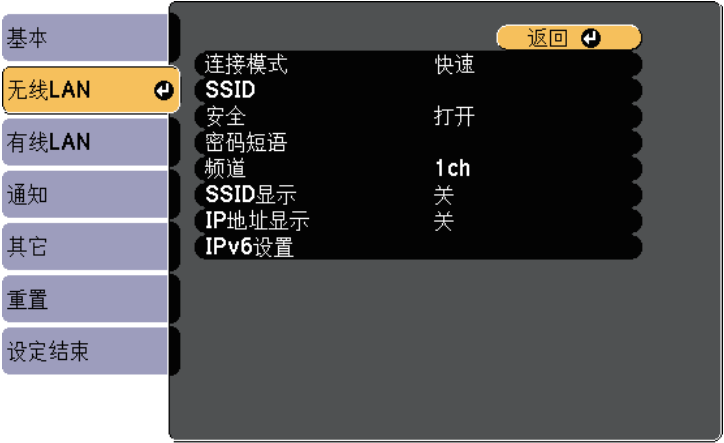 基本
无线LAN
有线LAN
通知
其它
重置
设定结束
返回
连接模式 快速
SSID
安全 打开
密码短语
频道 1ch
SSID显示 关
IP地址显示 关
IPv6设置